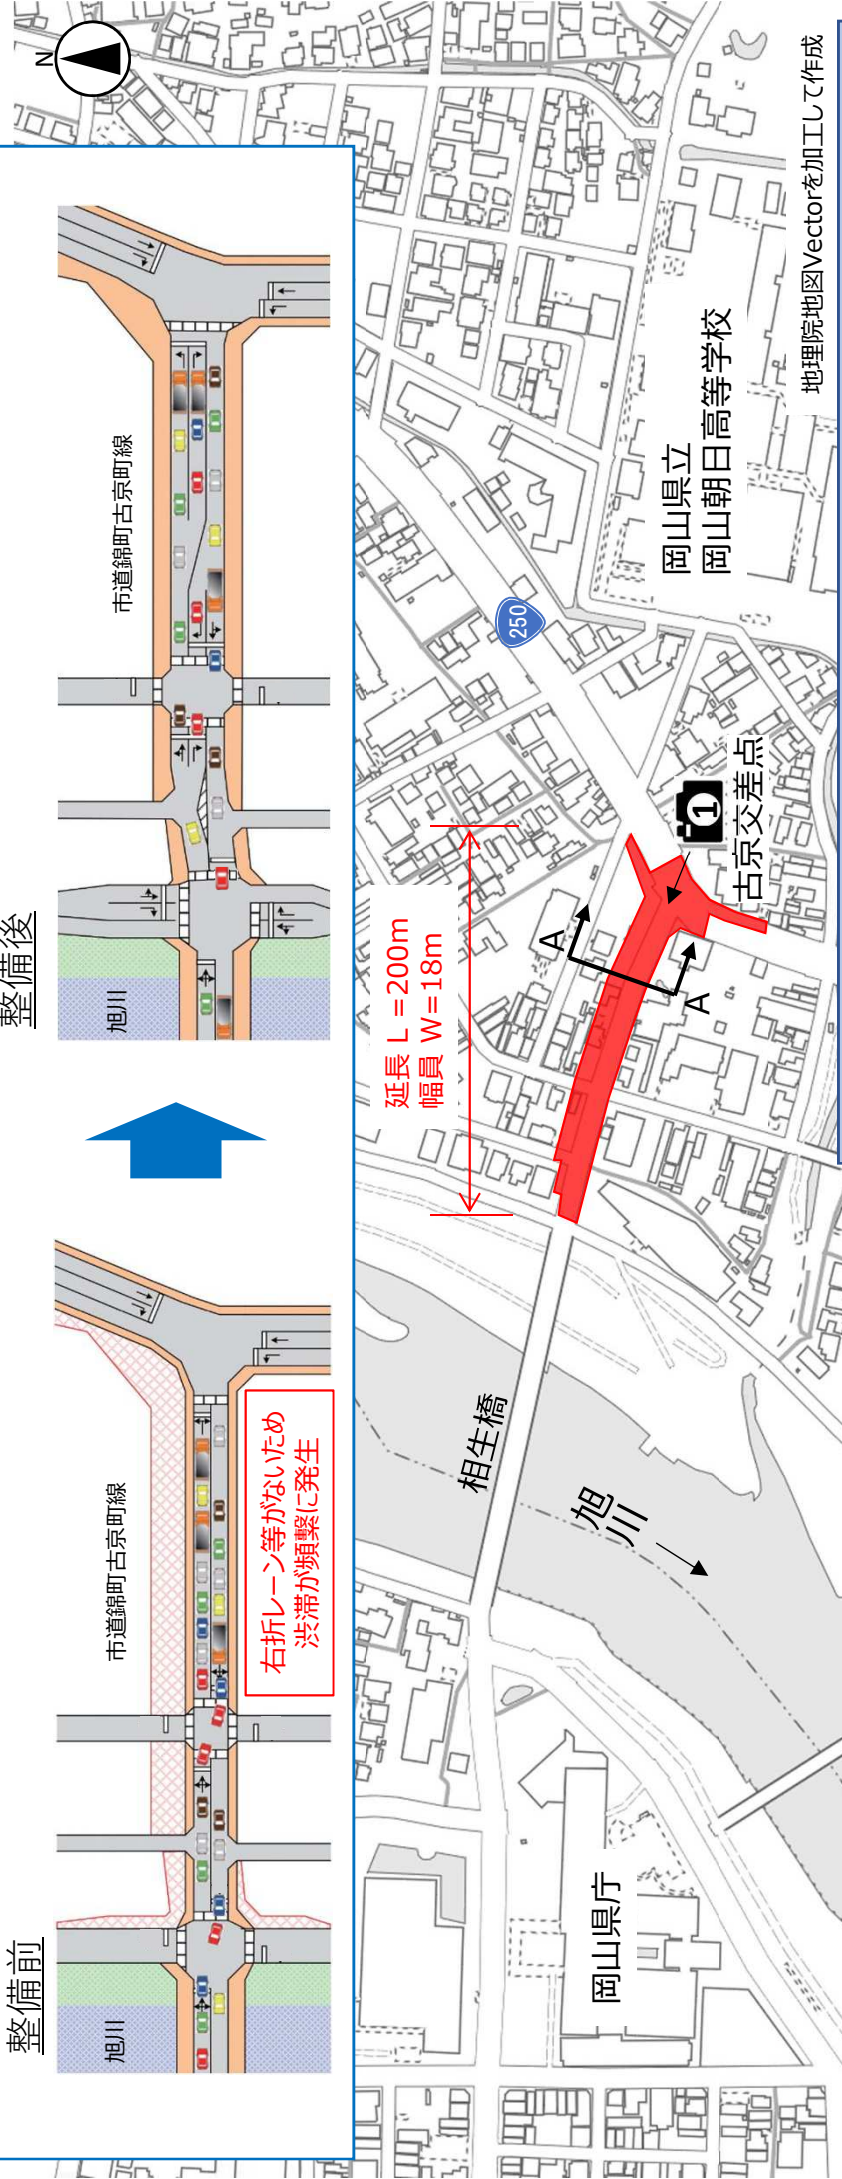 整備前
旭川
市道錦町古京町線
右折レーン等がないため
渋滞が頻繋に発生
整備後
旭川
市道錦町古京町線
N
延長 L =200m
幅員 W=18m
250
A
A
1
古京交差点
岡山県立
岡山朝日高等学校
相生橋
旭川
岡山県庁
地理院地図Vectorを加工して作成